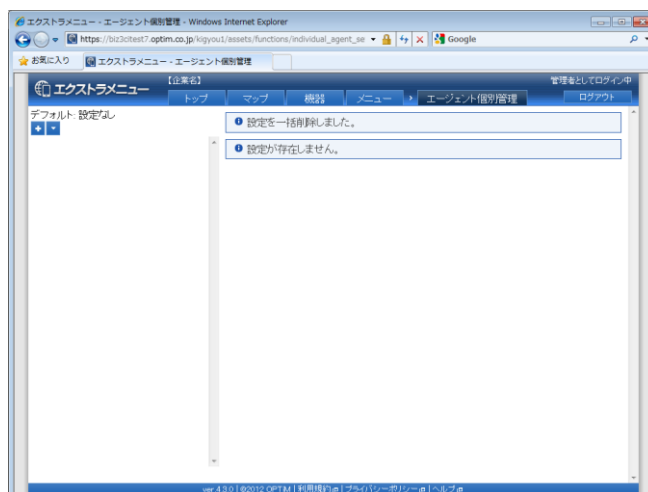 エクストラメニュー - エージェント個別管理 - Windows Internet Explorer
https://biz3citest7.optim.co.jp/kigyou1/assets/functions/individual_agent_se
Google
お気に入り
エクストラメニュー - エージェント個別管理
エクストラメニュー
【企業名】
管理者としてログイン中
トップ
マップ
機器
メニュー
エージェント個別管理
ログアウト
デフォルト: 設定なし
設定を一括削除しました。
設定が存在しません。
ver 4.3.0 | ©2012 OPTiM | 利用規約 | プライバシーポリシー | ヘルプ